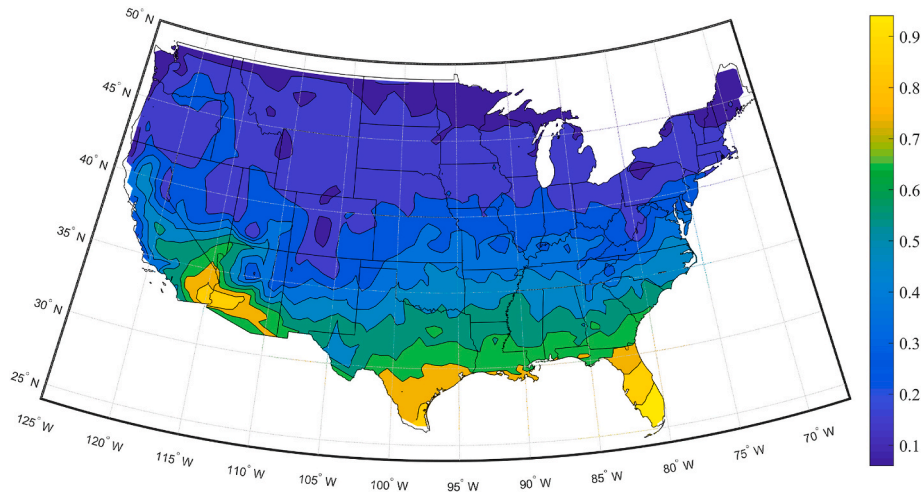 50° N
45° N
40° N
35° N
30° N
25° N
125° W
120° W
115° W
110° W
105° W
100° W
95° W
90° W
85° W
80° W
75° W
70° W
0.9
0.8
0.7
0.6
0.5
0.4
0.3
0.2
0.1